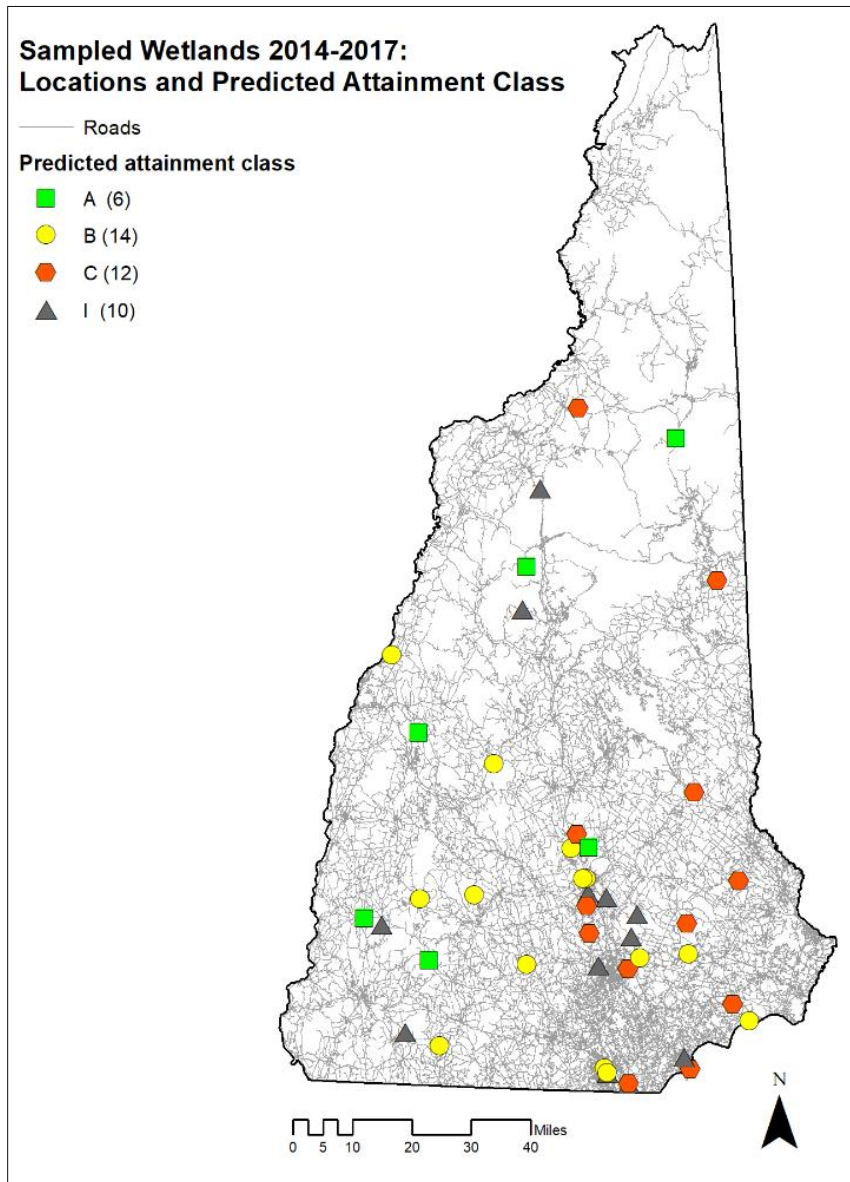 Sampled Wetlands 2014-2017:
Locations and Predicted Attainment Class
Roads
Predicted attainment class
A (6)
B (14)
C (12)
I (10)
N
Miles
0 5 10 20 30 40